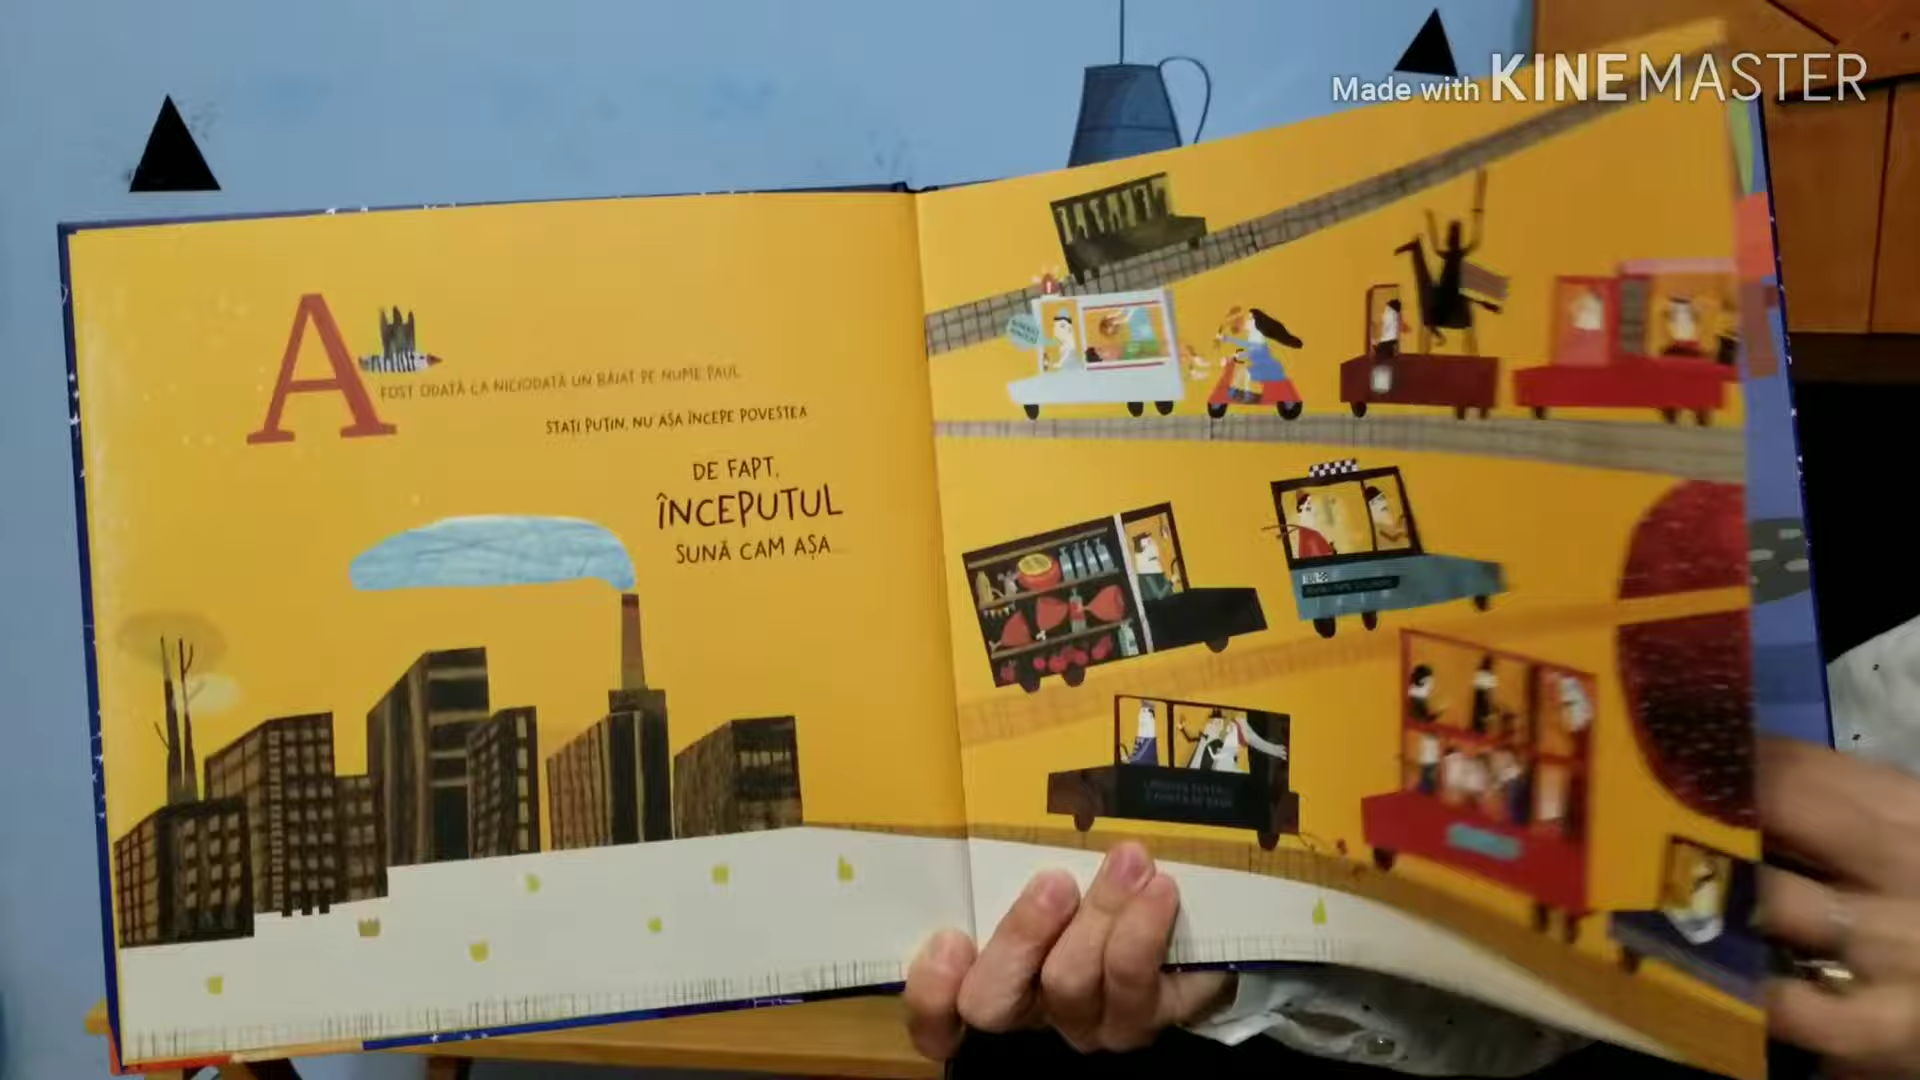 Made with KINEMASTER
A FOST ODATĂ CA NICIODATĂ UN BĂIAT PE NUME PAUL
STAȚI PUȚIN, NU AȘA ÎNCEPE POVESTEA
DE FAPT,
ÎNCEPUTUL
SUNĂ CAM AȘA